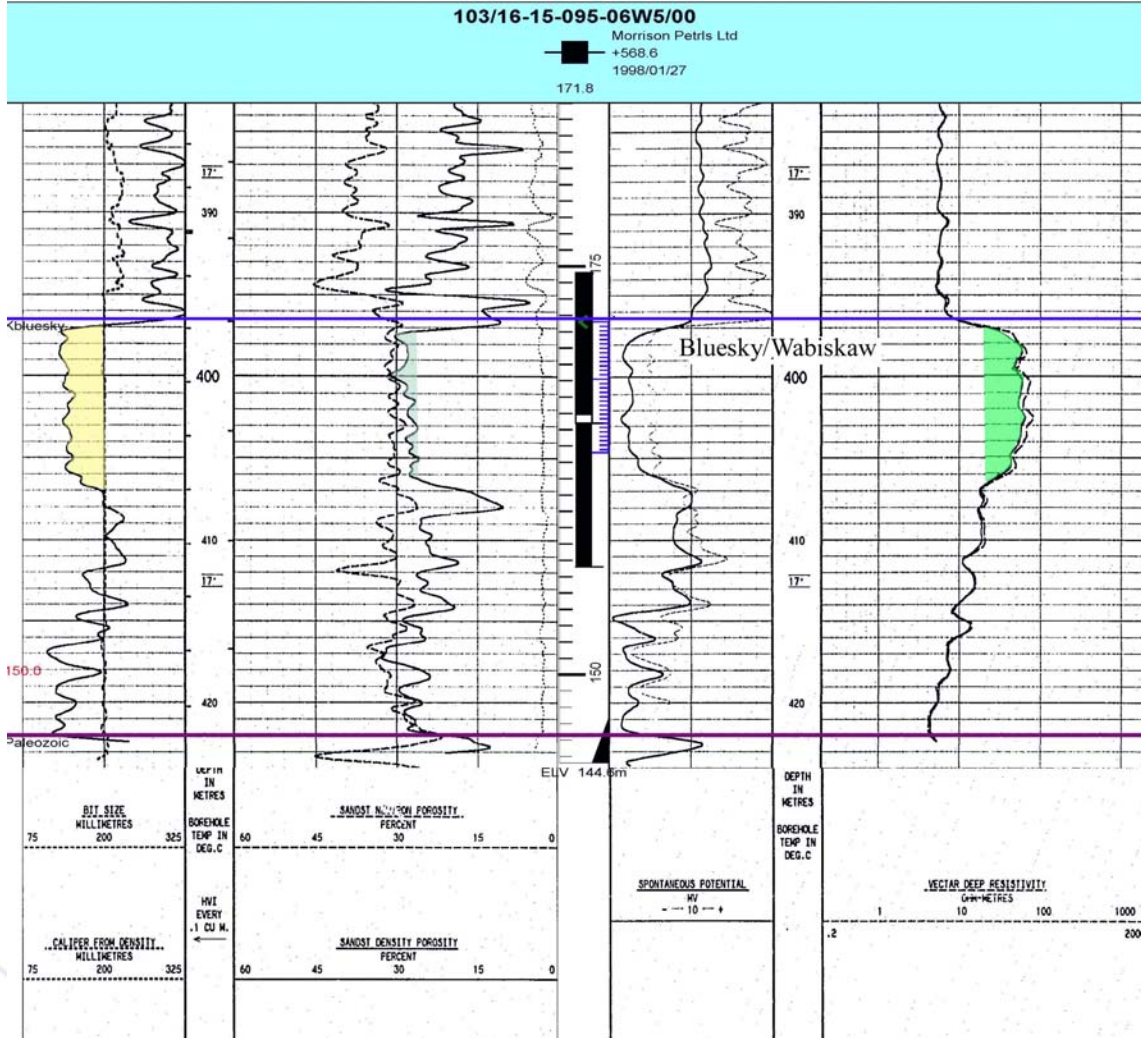 103/16-15-095-06W5/00
Morrison Petrls Ltd
+568.6
1998/01/27
171.8
17°
17°
390
390
175
Kbluesky
Bluesky/Wabiskaw
400
400
410
410
17°
17°
150.0
150
420
420
Paleozoic
ELV 144.6m
DEPTH
IN
METRES
BOREHOLE
TEMP IN
DEG.C
HVI
EVERY
.1 CU M.
BIT SIZE
MILLIMETRES
75 200 325
CALIPER FROM DENSITY
MILLIMETRES
75 200 325
SANDST NEUTRON POROSITY
PERCENT
60 45 30 15 0
SANDST DENSITY POROSITY
PERCENT
60 45 30 15 0
SPONTANEOUS POTENTIAL
MV
- 10 +
DEPTH
IN
METRES
BOREHOLE
TEMP IN
DEG.C
VECTAR DEEP RESISTIVITY
OHM-METRES
1 10 100 1000
.2 200